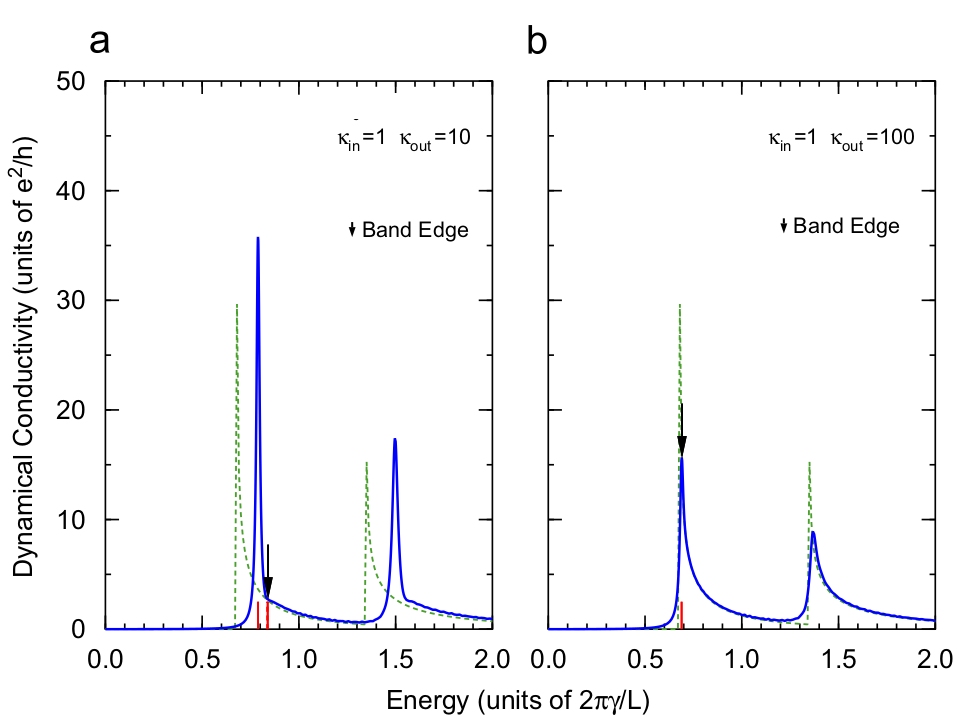 a
b
Dynamical Conductivity (units of e²/h)
50
40
30
20
10
0
κin=1 κout=10
Band Edge
κin=1 κout=100
Band Edge
0.0 0.5 1.0 1.5 2.0
0.0 0.5 1.0 1.5 2.0
Energy (units of 2πγ/L)